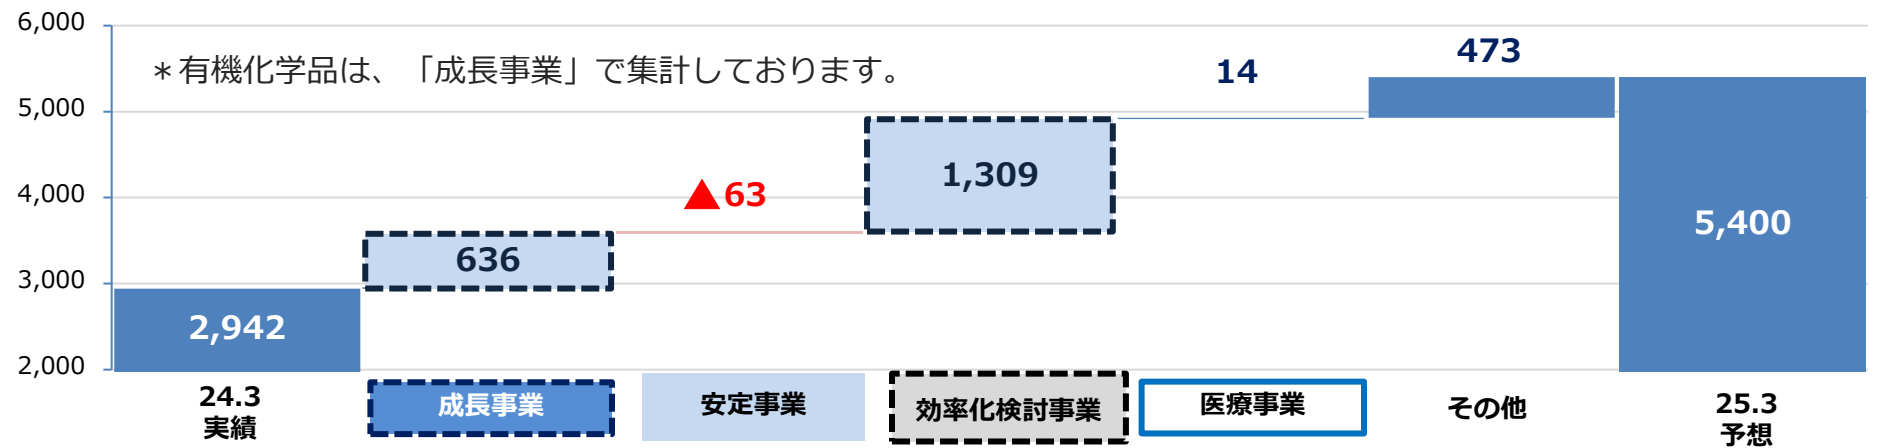 6,000
5,000
4,000
3,000
2,000
＊有機化学品は、「成長事業」で集計しております。
2,942
636
▲63
1,309
14
473
5,400
24.3
実績
成長事業
安定事業
効率化検討事業
医療事業
その他
25.3
予想